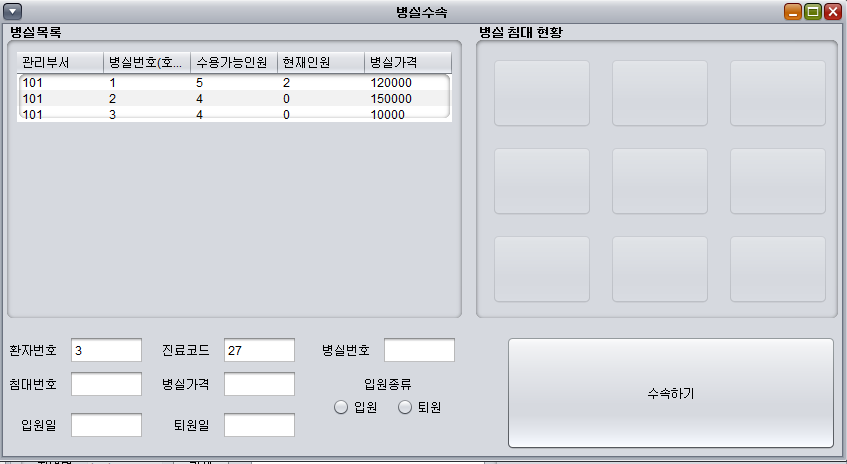 병실수속
병실목록
병실 침대 현황
관리부서 병실번호(호... 수용가능인원 현재인원 병실가격
101 1 5 2 120000
101 2 4 0 150000
101 3 4 0 10000
환자번호 3 진료코드 27 병실번호
침대번호 병실가격 입원종류
입원 퇴원
입원일 퇴원일
수속하기